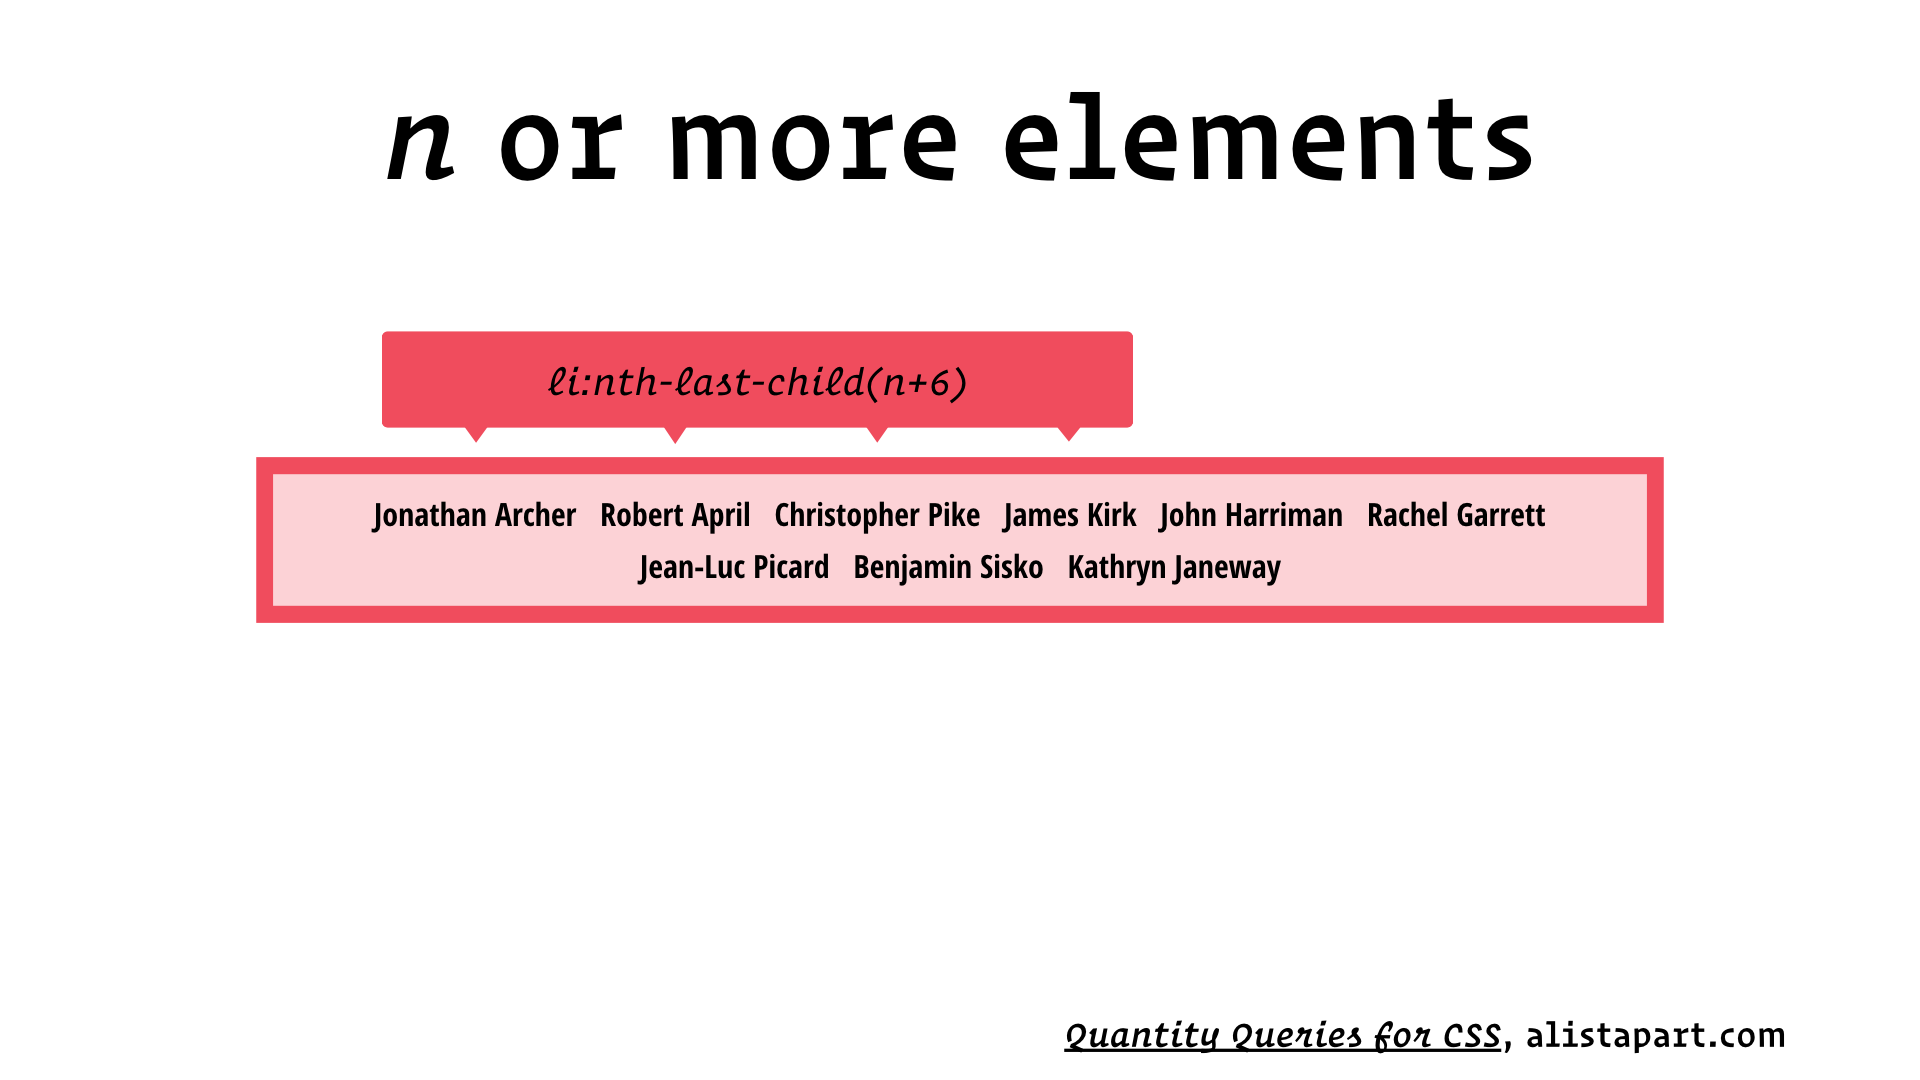 n or more elements
li:nth-last-child(n+6)
Jonathan Archer Robert April Christopher Pike James Kirk John Harriman Rachel Garrett
Jean-Luc Picard Benjamin Sisko Kathryn Janeway
Quantity Queries for CSS, alistapart.com